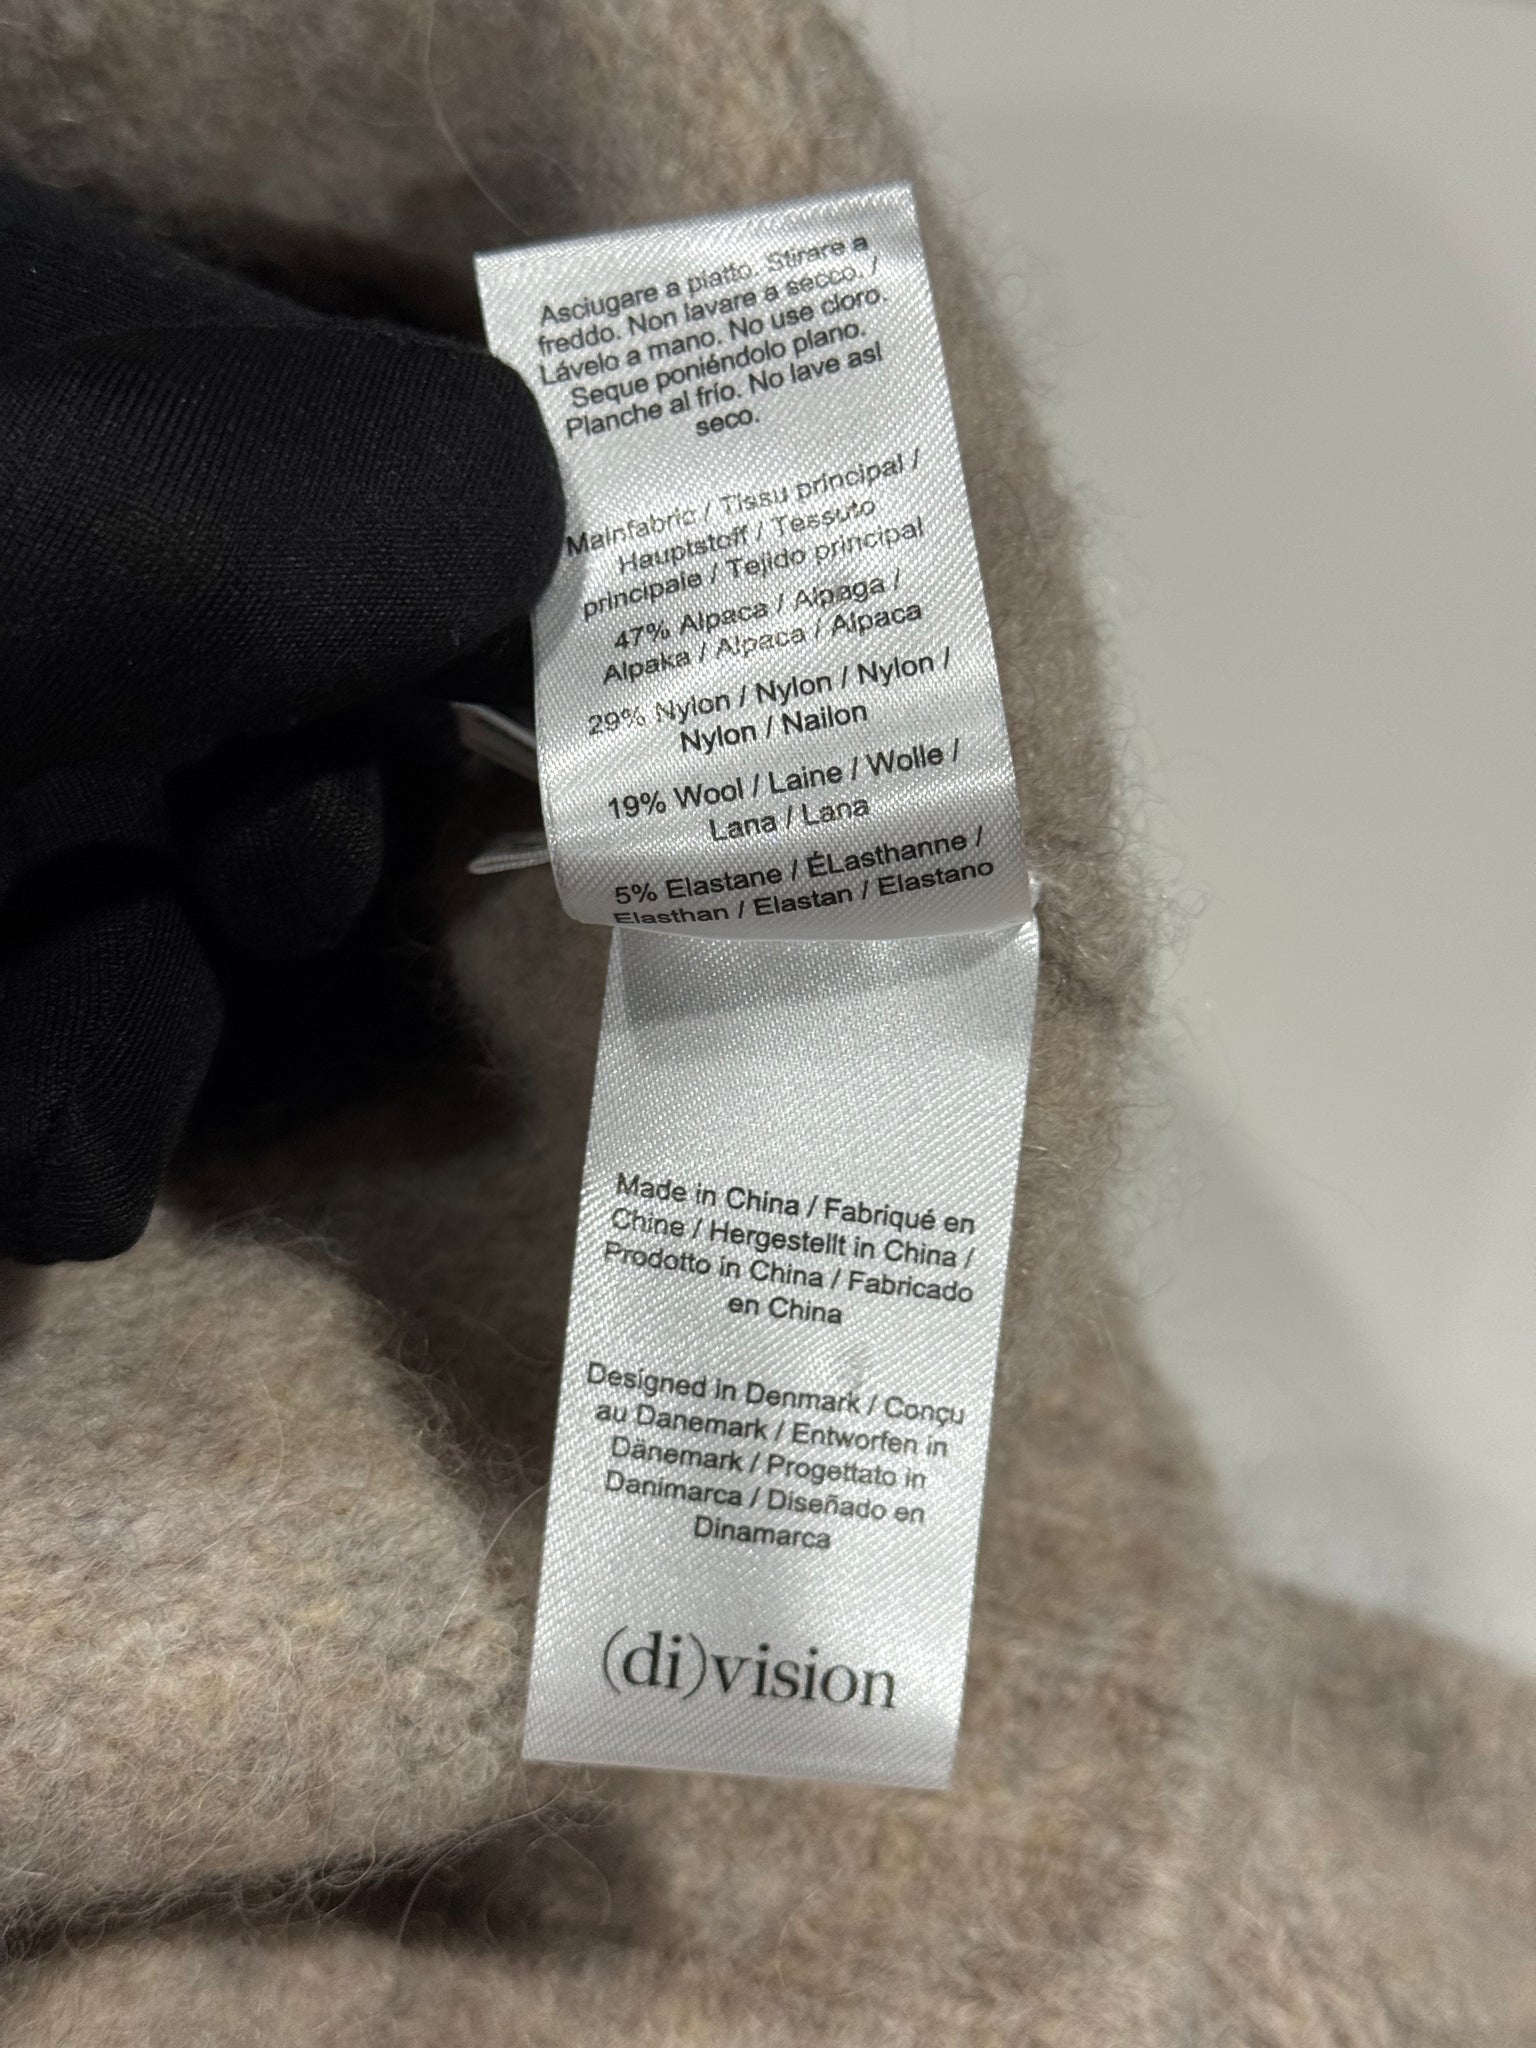 Asciugare a piatto. Stirare a
freddo. Non lavare a secco. /
Lávelo a mano. No use cloro.
Seque poniéndolo plano.
Planche al frío. No lave asl
seco.
Mainfabric / Tissu principal /
Hauptstoff / Tessuto
principale / Tejido principal
47% Alpaca / Alpaga /
Alpaka / Alpaca / Alpaca
29% Nylon / Nylon / Nylon /
Nylon / Nailon
19% Wool / Laine / Wolle /
Lana / Lana
5% Elastane / ÉLasthanne /
Elasthan / Elastan / Elastano
Made in China / Fabriqué en
Chine / Hergestellt in China /
Prodotto in China / Fabricado
en China
Designed in Denmark / Conçu
au Danemark / Entworfen in
Dänemark / Progettato in
Danimarca / Diseñado en
Dinamarca
(di)vision